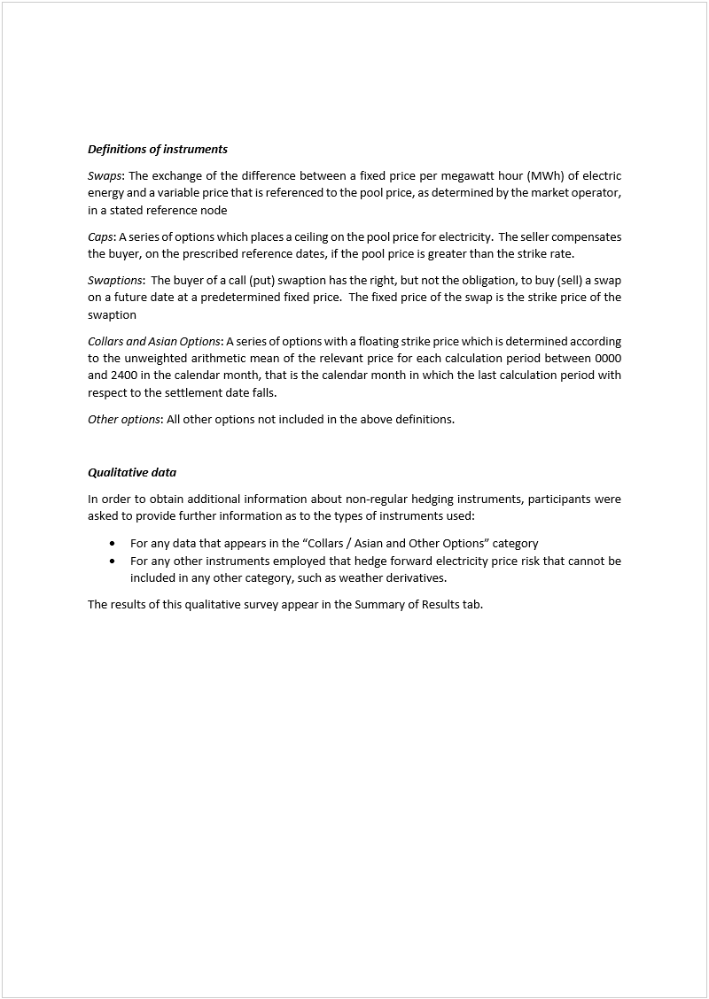 Definitions of instruments
Swaps: The exchange of the difference between a fixed price per megawatt hour (MWh) of electric
energy and a variable price that is referenced to the pool price, as determined by the market operator,
in a stated reference node
Caps: A series of options which places a ceiling on the pool price for electricity.  The seller compensates
the buyer, on the prescribed reference dates, if the pool price is greater than the strike rate.
Swaptions:  The buyer of a call (put) swaption has the right, but not the obligation, to buy (sell) a swap
on a future date at a predetermined fixed price.  The fixed price of the swap is the strike price of the
swaption
Collars and Asian Options: A series of options with a floating strike price which is determined according
to the unweighted arithmetic mean of the relevant price for each calculation period between 0000
and 2400 in the calendar month, that is the calendar month in which the last calculation period with
respect to the settlement date falls.
Other options: All other options not included in the above definitions.
Qualitative data
In order to obtain additional information about non-regular hedging instruments, participants were
asked to provide further information as to the types of instruments used:
• For any data that appears in the “Collars / Asian and Other Options” category
• For any other instruments employed that hedge forward electricity price risk that cannot be
included in any other category, such as weather derivatives.
The results of this qualitative survey appear in the Summary of Results tab.